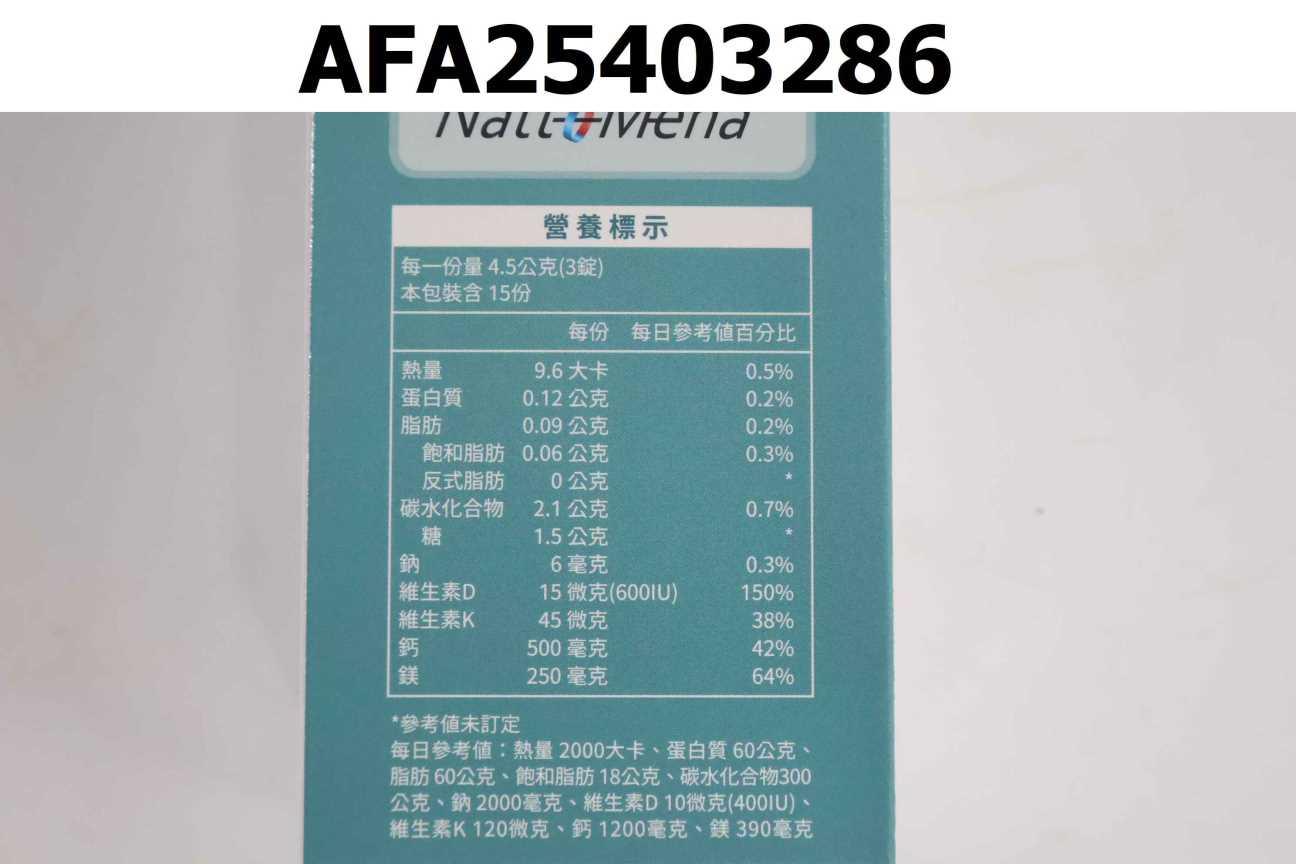 AFA25403286
Natt
Mena
營養標示
每一份量 4.5公克(3錠)
本包裝含 15份
每份 每日參考值百分比
熱量 9.6 大卡 0.5%
蛋白質 0.12 公克 0.2%
脂肪 0.09 公克 0.2%
飽和脂肪 0.06 公克 0.3%
反式脂肪 0 公克 *
碳水化合物 2.1 公克 0.7%
糖 1.5 公克 *
鈉 6 毫克 0.3%
維生素D 15 微克(600IU) 150%
維生素K 45 微克 38%
鈣 500 毫克 42%
鎂 250 毫克 64%
*參考值未訂定
每日參考值：熱量 2000大卡、蛋白質 60公克、
脂肪 60公克、飽和脂肪 18公克、碳水化合物300
公克、鈉 2000毫克、維生素D 10微克(400IU)、
維生素K 120微克、鈣 1200毫克、鎂 390毫克